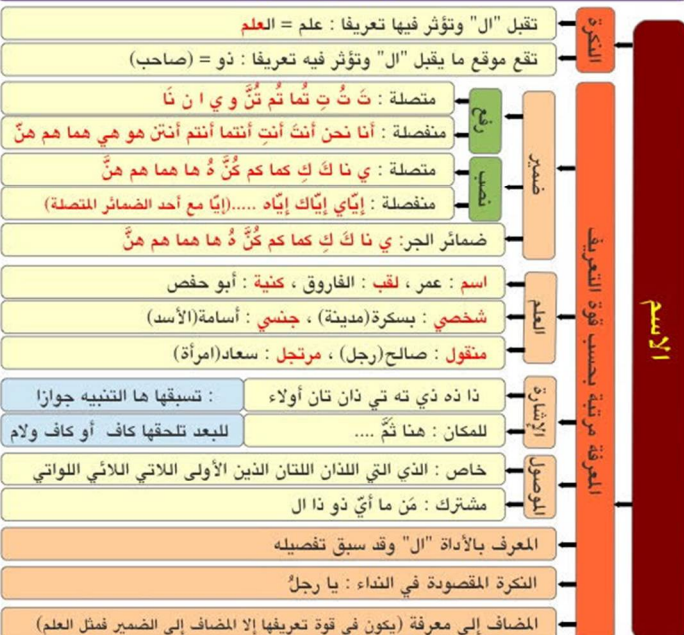 الاسم
النكرة
تقبل "ال" وتؤثر فيها تعريفا : علم = العلم
تقع موقع ما يقبل "ال" وتؤثر فيه تعريفا : ذو = (صاحب)
المعرفة مرتبة بحسب قوة التعريف
ضمير
رفع
متصلة : تَ تُ تِ تُما تُم تُنَّ و ي ا ن نَا
منفصلة : أنا نحن أنتَ أنتِ أنتما أنتم أنتن هو هي هما هم هنّ
نصب
متصلة : ي نا كَ كِ كما كم كُنَّ هُ ها هما هم هنَّ
منفصلة : إيّاي إيّاك إيّاه .....(إيّا مع أحد الضمائر المتصلة)
ضمائر الجر: ي نا كَ كِ كما كم كُنَّ هُ ها هما هم هنَّ
العلم
اسم : عمر ، لقب : الفاروق ، كنية : أبو حفص
شخصي : بسكرة(مدينة) ، جنسي : أسامة(الأسد)
منقول : صالح(رجل) ، مرتجل : سعاد(امرأة)
الإشارة
ذا ذه ذي ته تي ذان تان أولاء : تسبقها ها التنبيه جوازا
للمكان : هنا ثَمَّ .... للبعد تلحقها كاف أو كاف ولام
الموصول
خاص : الذي التي اللذان اللتان الذين الأولى اللاتي اللائي اللواتي
مشترك : مَن ما أيّ ذو ذا ال
المعرف بالأداة "ال" وقد سبق تفصيله
النكرة المقصودة في النداء : يا رجلُ
المضاف إلى معرفة (يكون في قوة تعريفها إلا المضاف إلى الضمير فمثل العلم)